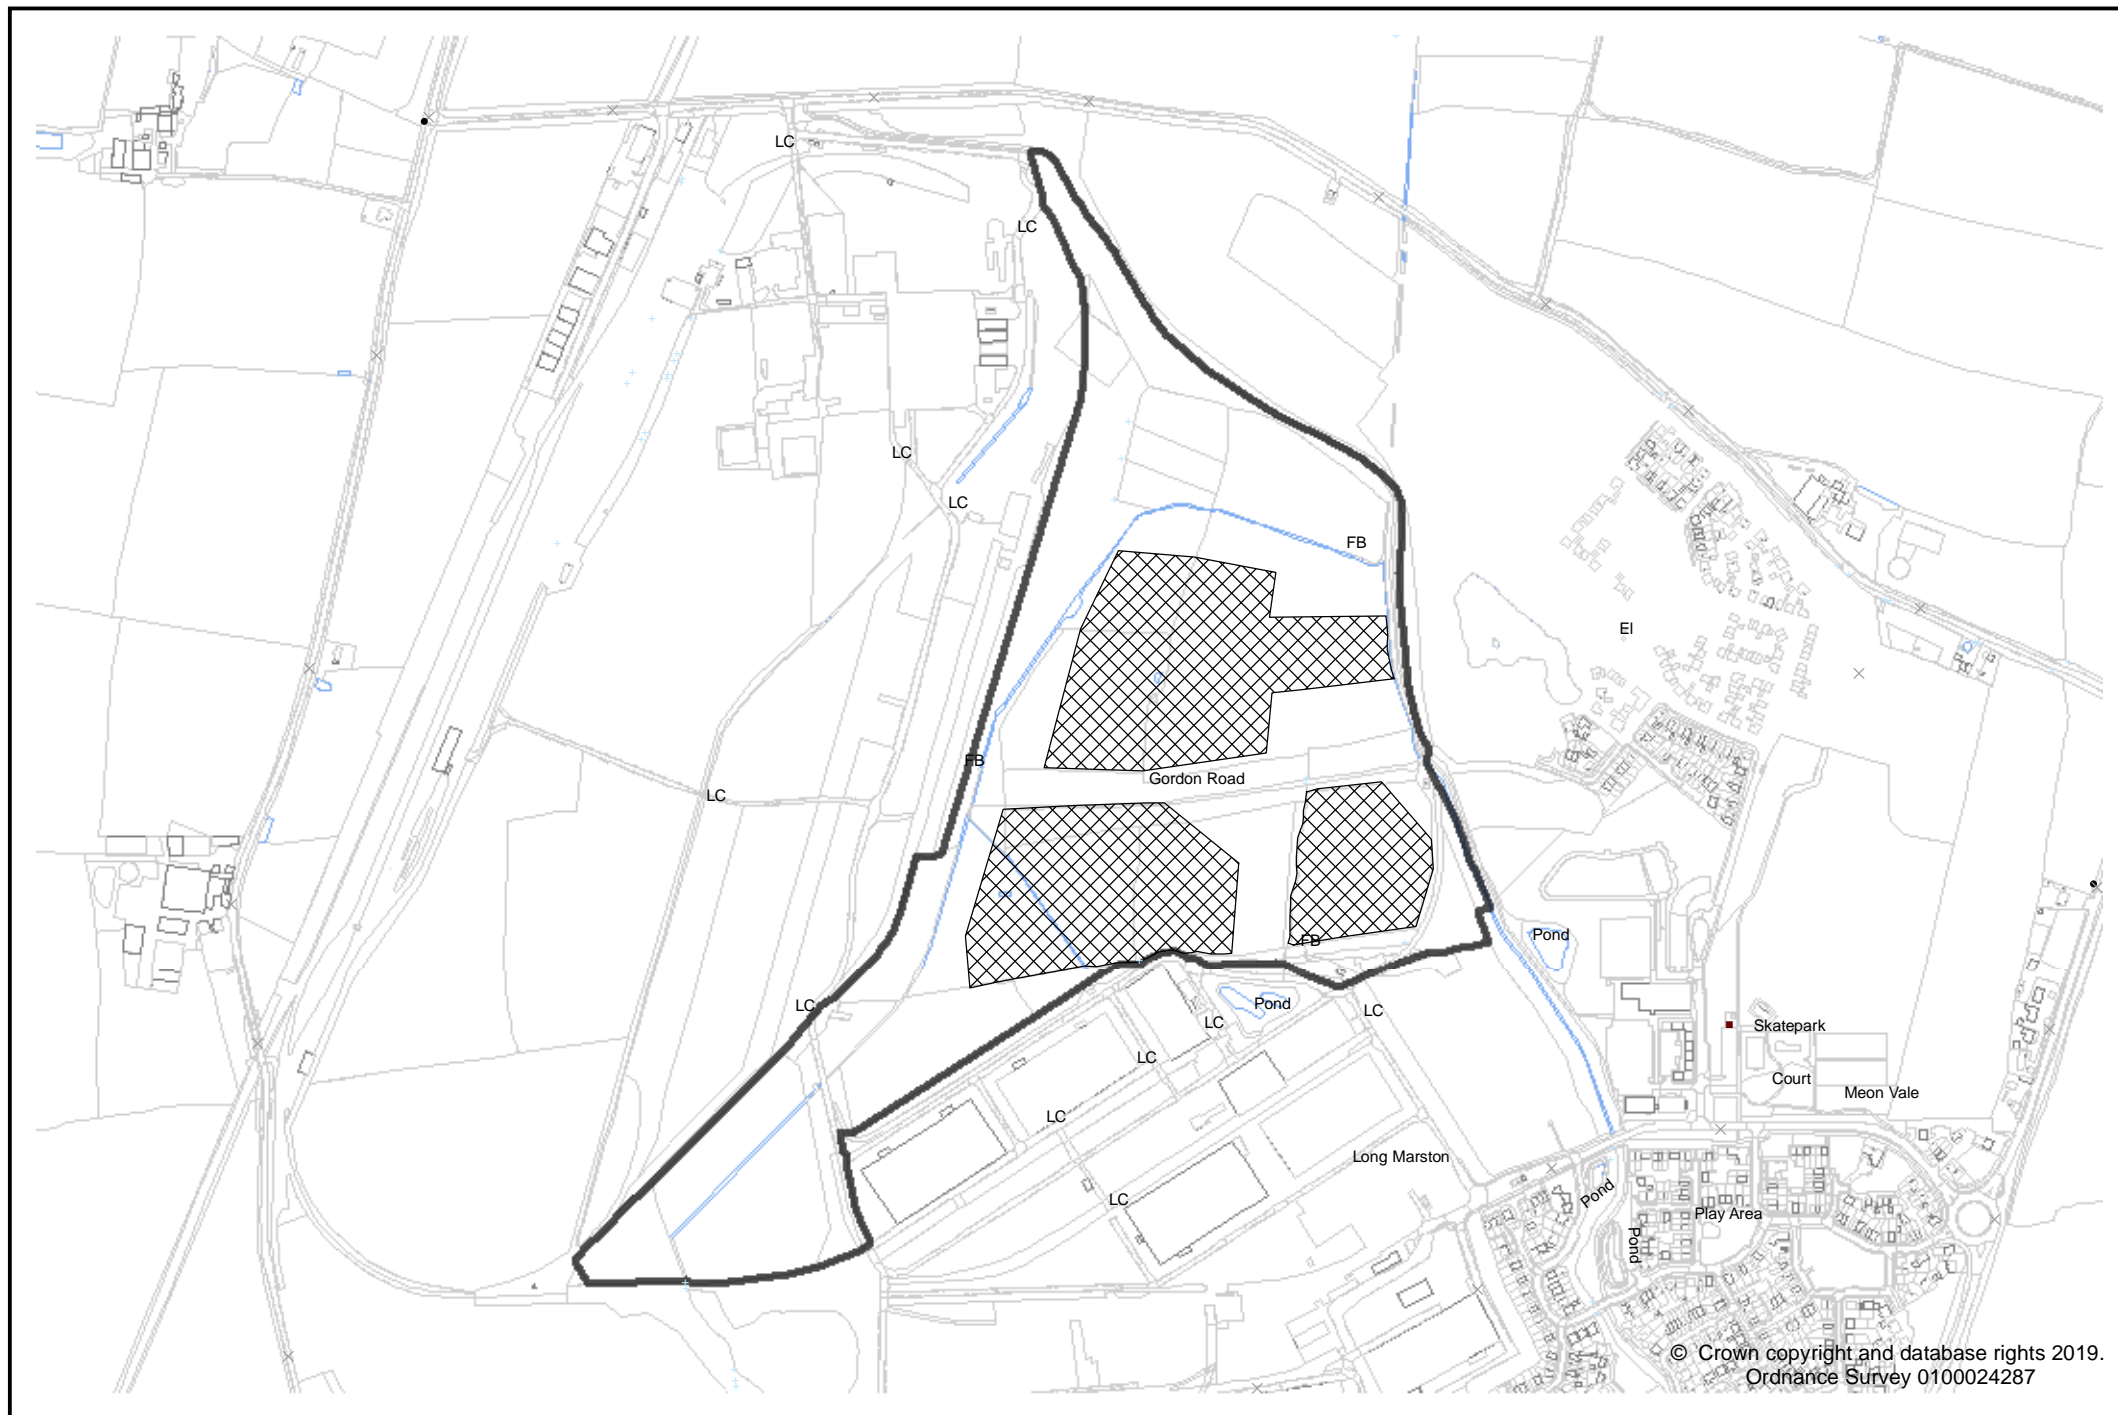 LC
LC
LC
LC
FB
El
FB
Gordon Road
LC
Pond
FB
LC
Pond
LC
LC
Skatepark
LC
Court
Meon Vale
LC
Long Marston
LC
Pond
Play Area
Pond
© Crown copyright and database rights 2019.
Ordnance Survey 0100024287